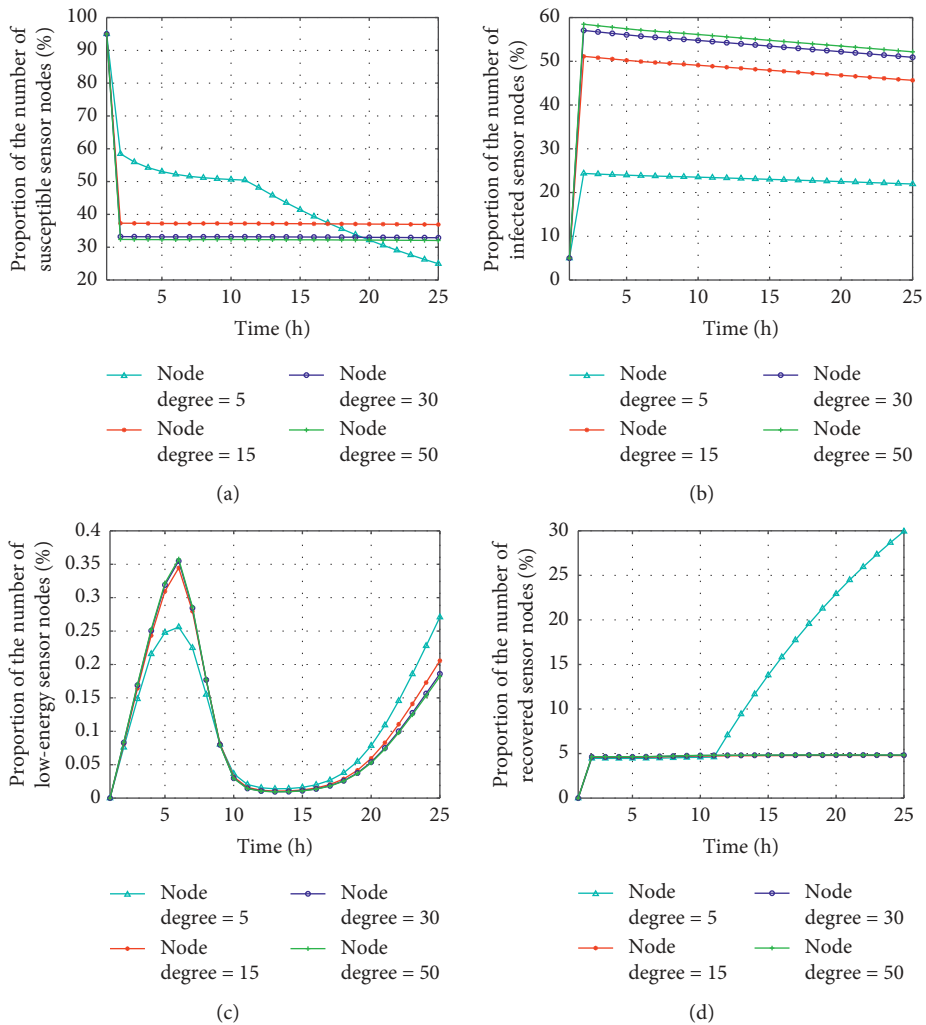 Proportion of the number of
susceptible sensor nodes (%)
100
90
80
70
60
50
40
30
20
5
10
15
20
25
Time (h)
Node
degree = 5
Node
degree = 30
Node
degree = 15
Node
degree = 50
(a)
Proportion of the number of
infected sensor nodes (%)
60
50
40
30
20
10
0
5
10
15
20
25
Time (h)
Node
degree = 5
Node
degree = 30
Node
degree = 15
Node
degree = 50
(b)
Proportion of the number of
low-energy sensor nodes (%)
0.4
0.35
0.3
0.25
0.2
0.15
0.1
0.05
0
5
10
15
20
25
Time (h)
Node
degree = 5
Node
degree = 30
Node
degree = 15
Node
degree = 50
(c)
Proportion of the number of
recovered sensor nodes (%)
30
25
20
15
10
5
0
5
10
15
20
25
Time (h)
Node
degree = 5
Node
degree = 30
Node
degree = 15
Node
degree = 50
(d)